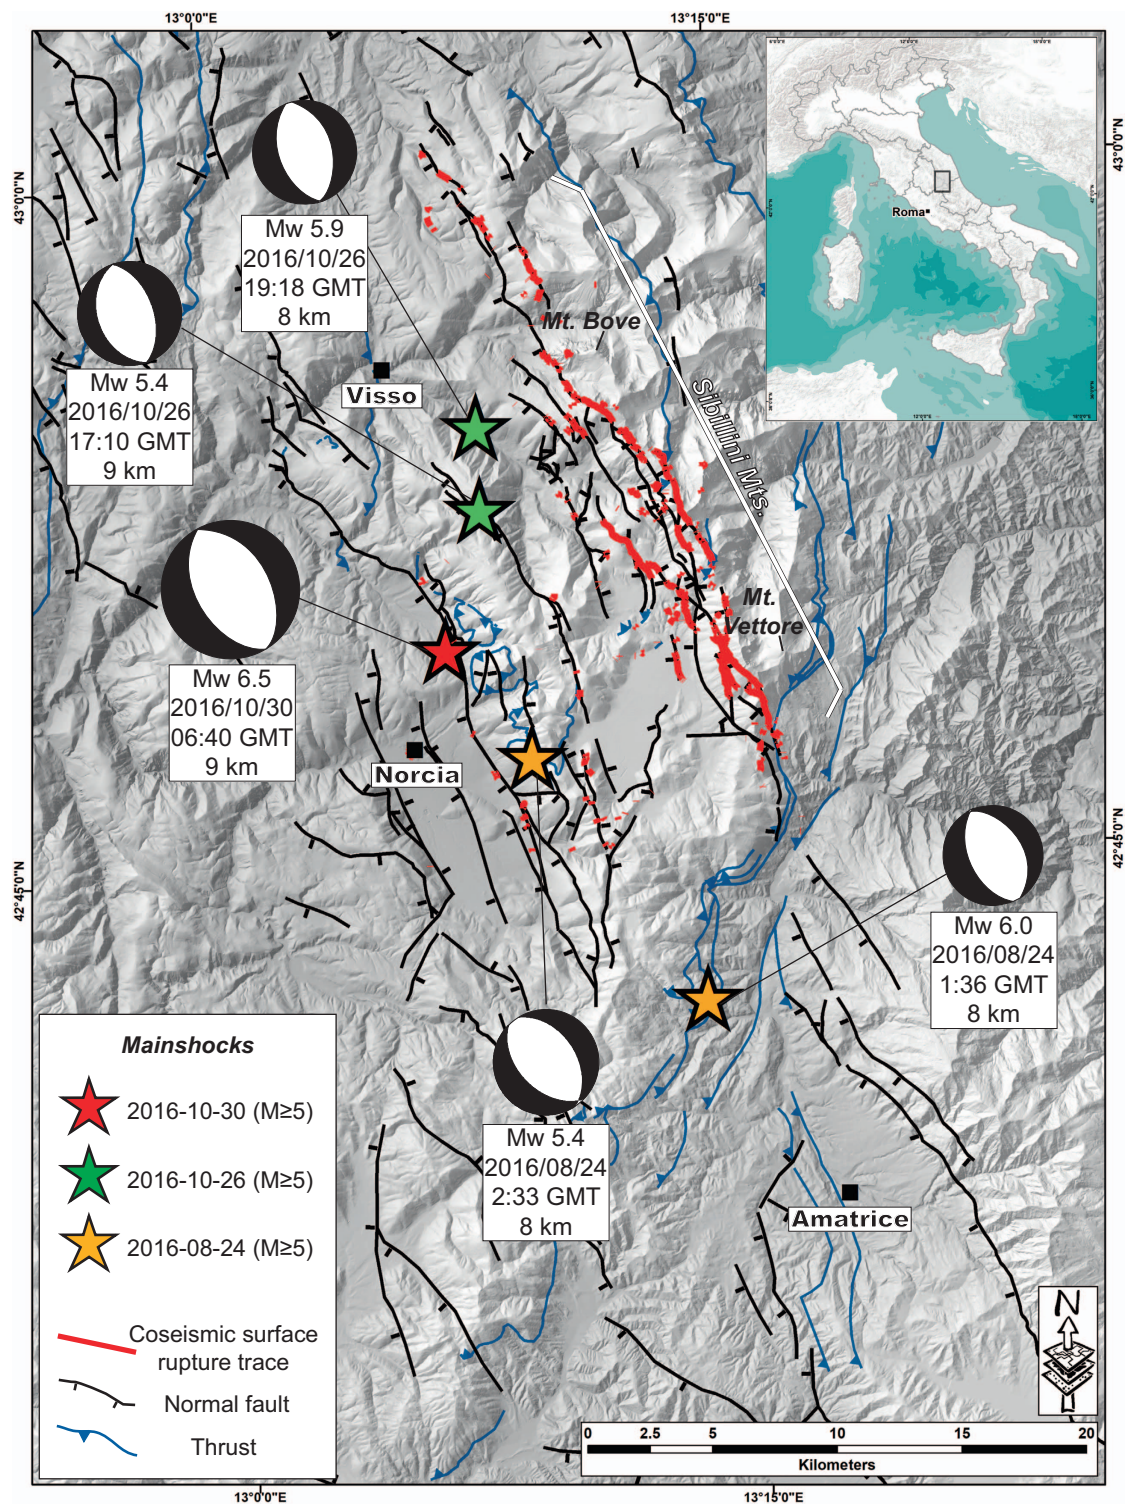 13°0'0"E
13°15'0"E
43°0'0"N
43°0'0"N
Roma
Mw 5.9
2016/10/26
19:18 GMT
8 km
Mt. Bove
Mw 5.4
2016/10/26
17:10 GMT
9 km
Visso
Sibillini Mts.
Mt.
Vettore
Mw 6.5
2016/10/30
06:40 GMT
9 km
Norcia
42°45'0"N
42°45'0"N
Mw 6.0
2016/08/24
1:36 GMT
8 km
Mw 5.4
2016/08/24
2:33 GMT
8 km
Amatrice
Mainshocks
2016-10-30 (M≥5)
2016-10-26 (M≥5)
2016-08-24 (M≥5)
Coseismic surface
rupture trace
Normal fault
Thrust
N
0 2.5 5 10 15 20
Kilometers
13°0'0"E
13°15'0"E